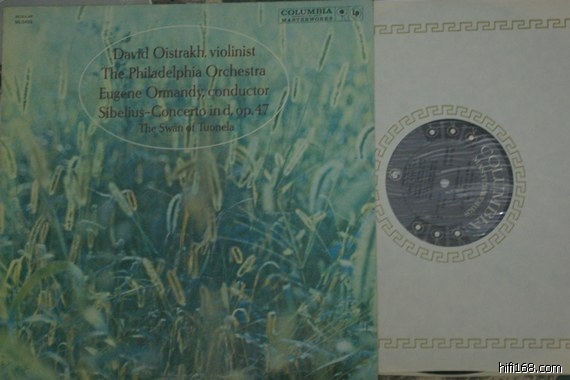 COLUMBIA
MASTERWORKS
David Oistrakh, violinist
The Philadelphia Orchestra
Eugene Ormandy, conductor
Sibelius-Concerto in d, op. 47
The Swan of Tuonela
COLUMBIA
hifi168.com